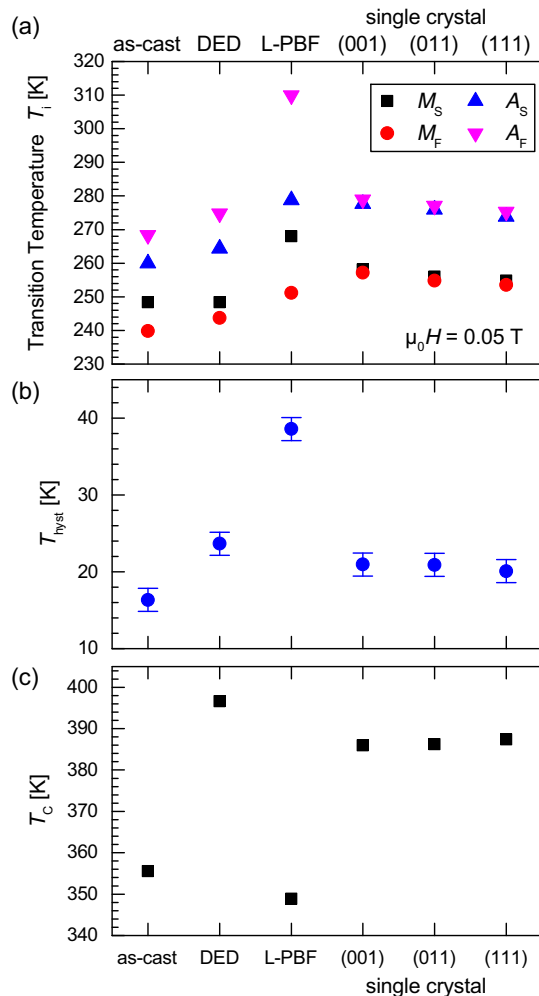 single crystal
(a) as-cast DED L-PBF (001) (011) (111)
320
310
300
290
280
270
260
250
240
230
Transition Temperature T_i [K]
M_S A_S
M_F A_F
μ₀H = 0.05 T
(b)
40
30
20
10
T_hyst [K]
(c)
400
390
380
370
360
350
340
T_C [K]
as-cast DED L-PBF (001) (011) (111)
single crystal